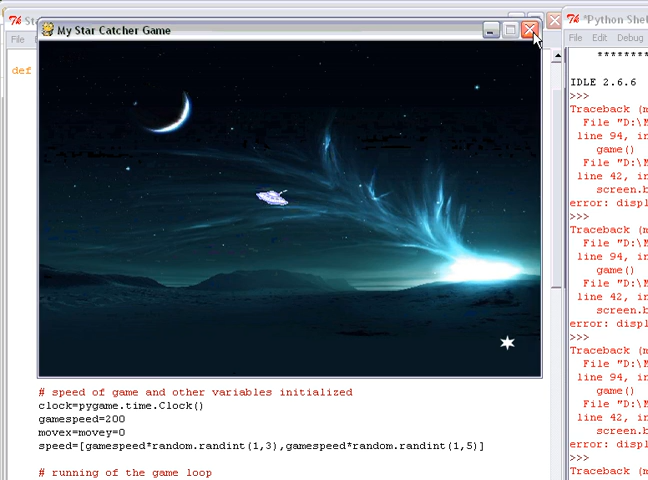 My Star Catcher Game
File
def
# speed of game and other variables initialized
clock=pygame.time.Clock()
gamespeed=200
movex=movey=0
speed=[gamespeed*random.randint (1,3),gamespeed*random.randint (1,5)]
# running of the game loop
*Python
File Edit Debug
********
IDLE 2.6.6
>>>
Traceback (m
File "D:\M
line 94, in
game()
File "D:\M
line 42, in
screen.b
error: displ
>>>
Traceback (m
File "D:\M
line 94, in
game()
File "D:\M
line 42, in
screen.b
error: displ
>>>
Traceback (m
File "D:\M
line 94, in
game()
File "D:\M
line 42, in
screen.b
error: displ
>>>
Traceback (m